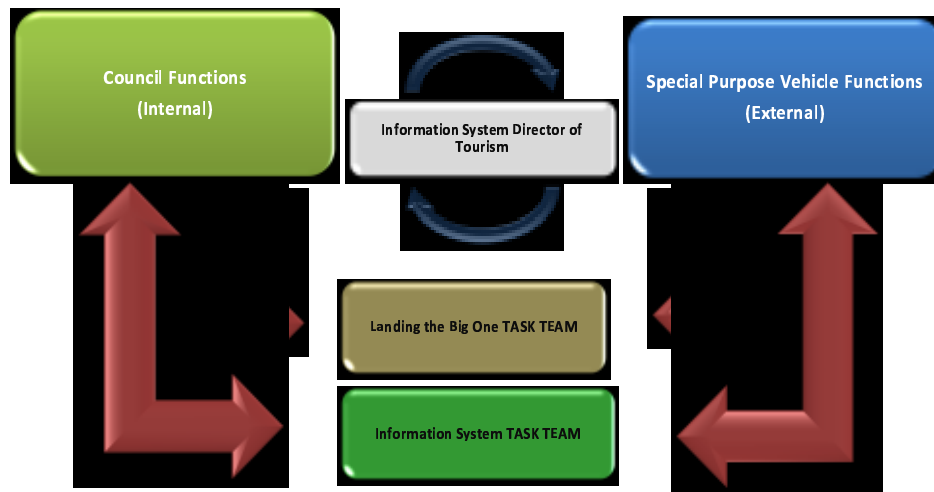 Council Functions
(Internal)
Information System Director of
Tourism
Special Purpose Vehicle Functions
(External)
Landing the Big One TASK TEAM
Information System TASK TEAM